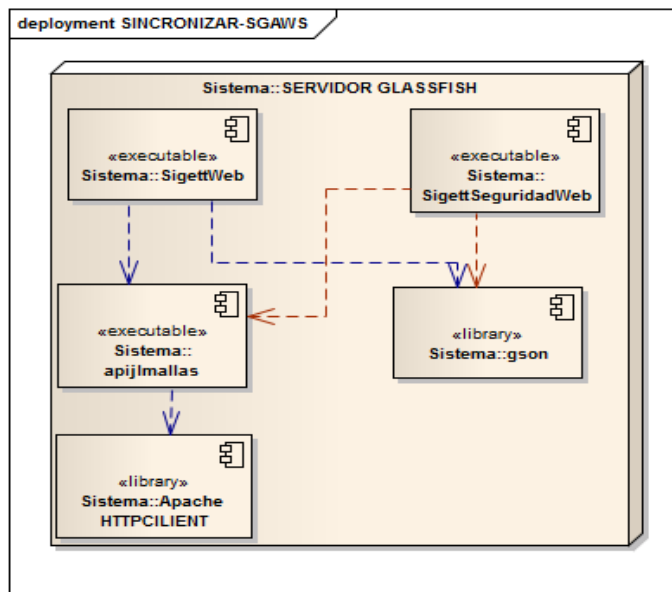 deployment SINCRONIZAR-SGAWS
Sistema::SERVIDOR GLASSFISH
«executable»
Sistema::SigettWeb
«executable»
Sistema::
SigettSeguridadWeb
«executable»
Sistema::
apijlmallas
«library»
Sistema::gson
«library»
Sistema::Apache
HTTPCILIENT